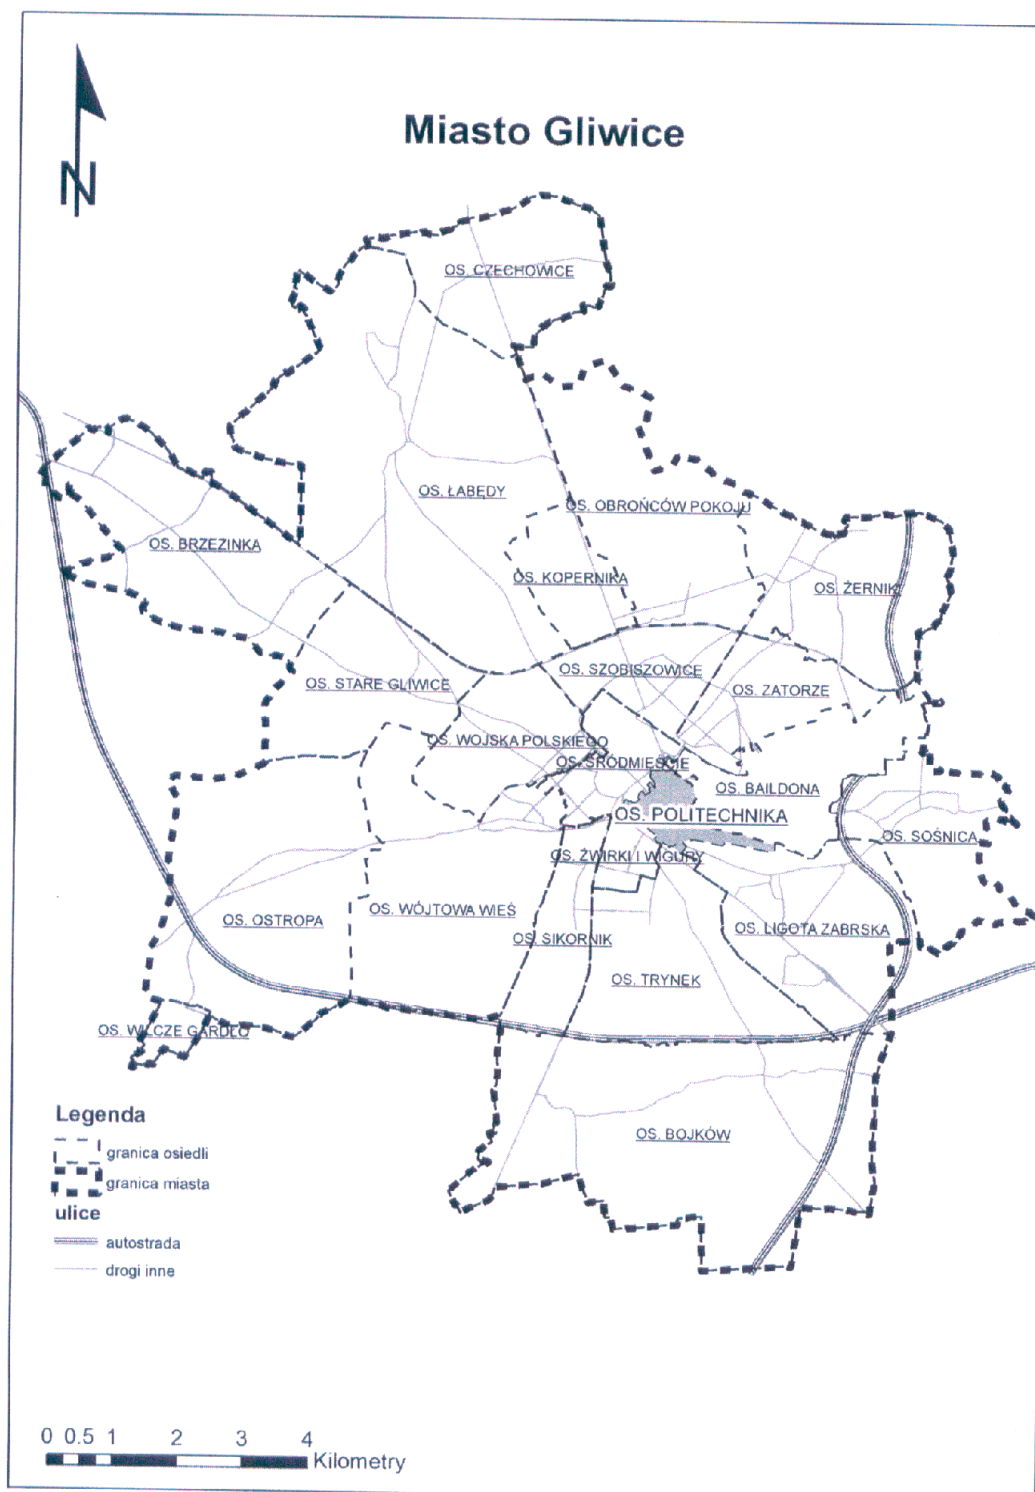 Miasto Gliwice
N
OS. CZECHOWICE
OS. ŁABĘDY
OS. OBROŃCÓW POKOJU
OS. BRZEZINKA
OS. KOPERNIKA
OS. ŻERNIKI
OS. SZOBISZOWICE
OS. STARE GLIWICE
OS. ZATORZE
OS. WOJSKA POLSKIEGO
OS. ŚRÓDMIEŚCIE
OS. BAILDONA
OS. POLITECHNIKA
OS. SOŚNICA
OS. ŻWIRKI I WIGURY
OS. WÓJTOWA WIEŚ
OS. OSTROPA
OS. LIGOTA ZABRSKA
OS. SIKORNIK
OS. TRYNEK
OS. WILCZE GARDŁO
OS. BOJKÓW
Legenda
granica osiedli
granica miasta
ulice
autostrada
drogi inne
0 0.5 1 2 3 4
Kilometry